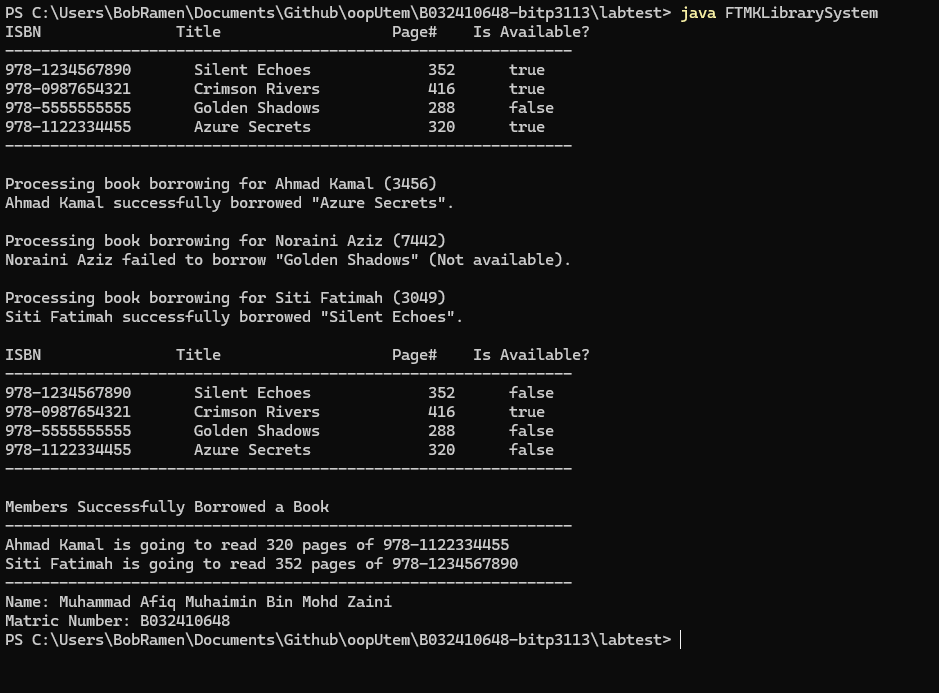 PS C:\Users\BobRamen\Documents\Github\oopUtem\B032410648-bitp3113\labtest> java FTMKLibrarySystem
ISBN               Title                   Page#    Is Available?
---------------------------------------------------------------
978-1234567890       Silent Echoes             352      true
978-0987654321       Crimson Rivers            416      true
978-5555555555       Golden Shadows            288      false
978-1122334455       Azure Secrets             320      true
---------------------------------------------------------------
Processing book borrowing for Ahmad Kamal (3456)
Ahmad Kamal successfully borrowed "Azure Secrets".
Processing book borrowing for Noraini Aziz (7442)
Noraini Aziz failed to borrow "Golden Shadows" (Not available).
Processing book borrowing for Siti Fatimah (3049)
Siti Fatimah successfully borrowed "Silent Echoes".
ISBN               Title                   Page#    Is Available?
---------------------------------------------------------------
978-1234567890       Silent Echoes             352      false
978-0987654321       Crimson Rivers            416      true
978-5555555555       Golden Shadows            288      false
978-1122334455       Azure Secrets             320      false
---------------------------------------------------------------
Members Successfully Borrowed a Book
---------------------------------------------------------------
Ahmad Kamal is going to read 320 pages of 978-1122334455
Siti Fatimah is going to read 352 pages of 978-1234567890
---------------------------------------------------------------
Name: Muhammad Afiq Muhaimin Bin Mohd Zaini
Matric Number: B032410648
PS C:\Users\BobRamen\Documents\Github\oopUtem\B032410648-bitp3113\labtest>